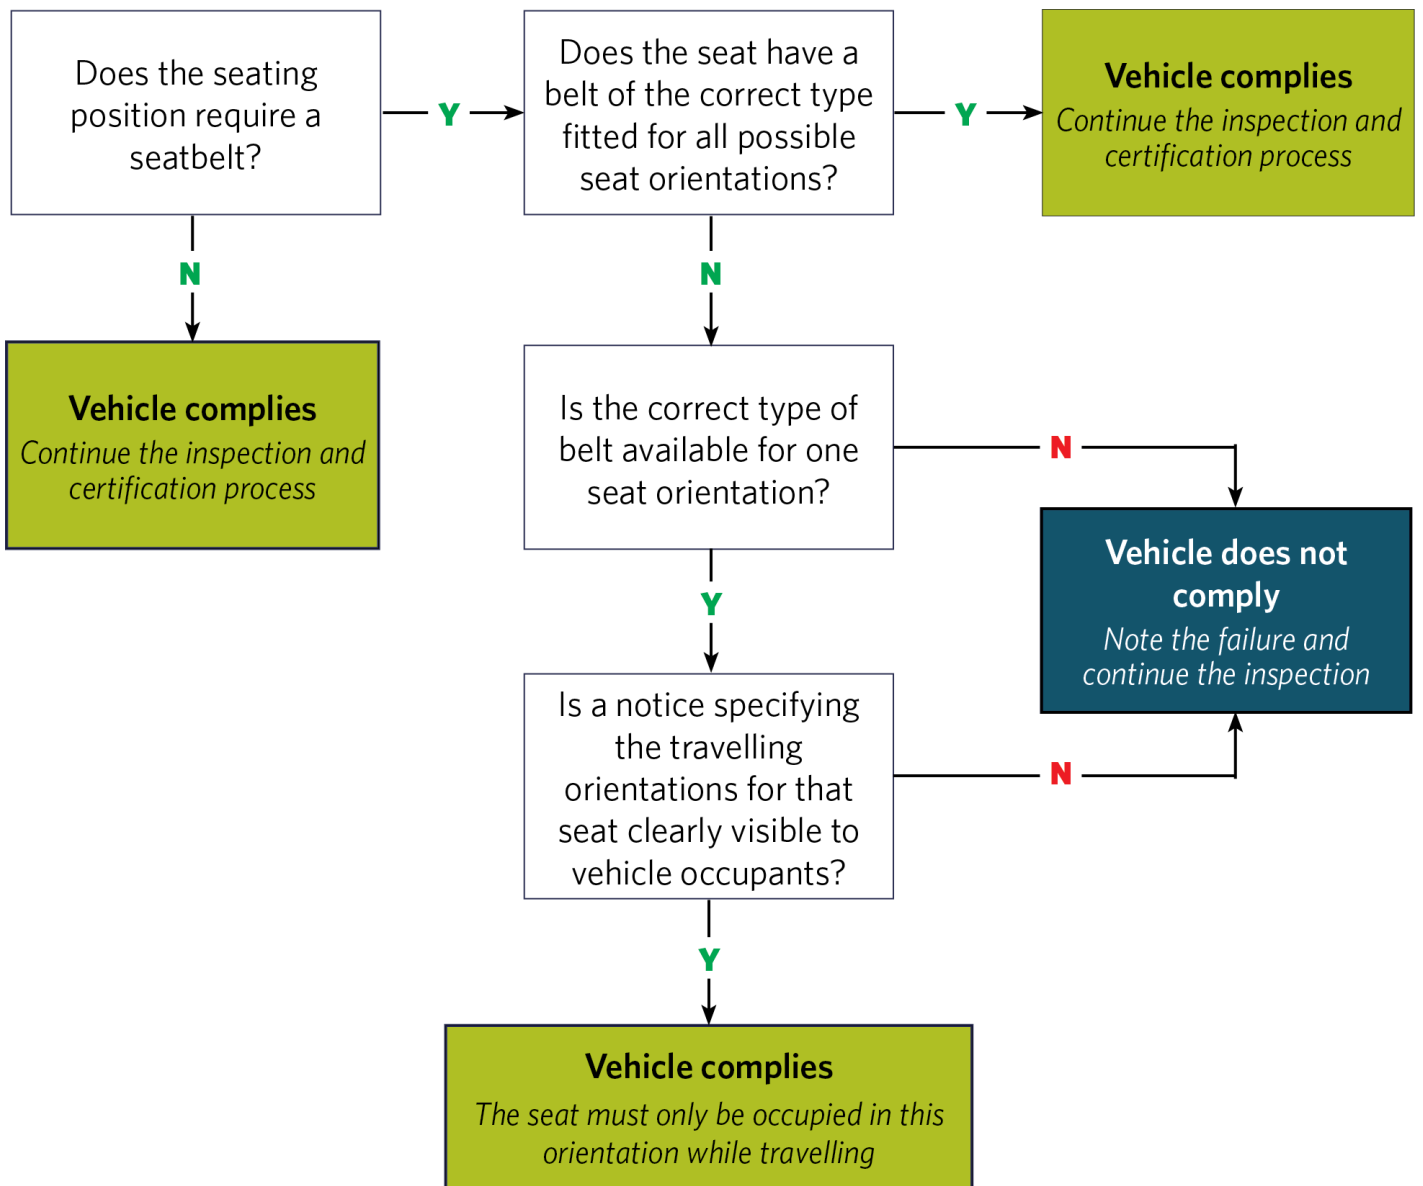 Does the seating
position require a
seatbelt?
Y
Does the seat have a
belt of the correct type
fitted for all possible
seat orientations?
Y
Vehicle complies
Continue the inspection and
certification process
N
N
Vehicle complies
Continue the inspection and
certification process
Is the correct type of
belt available for one
seat orientation?
N
Vehicle does not
comply
Note the failure and
continue the inspection
Y
Is a notice specifying
the travelling
orientations for that
seat clearly visible to
vehicle occupants?
N
Y
Vehicle complies
The seat must only be occupied in this
orientation while travelling